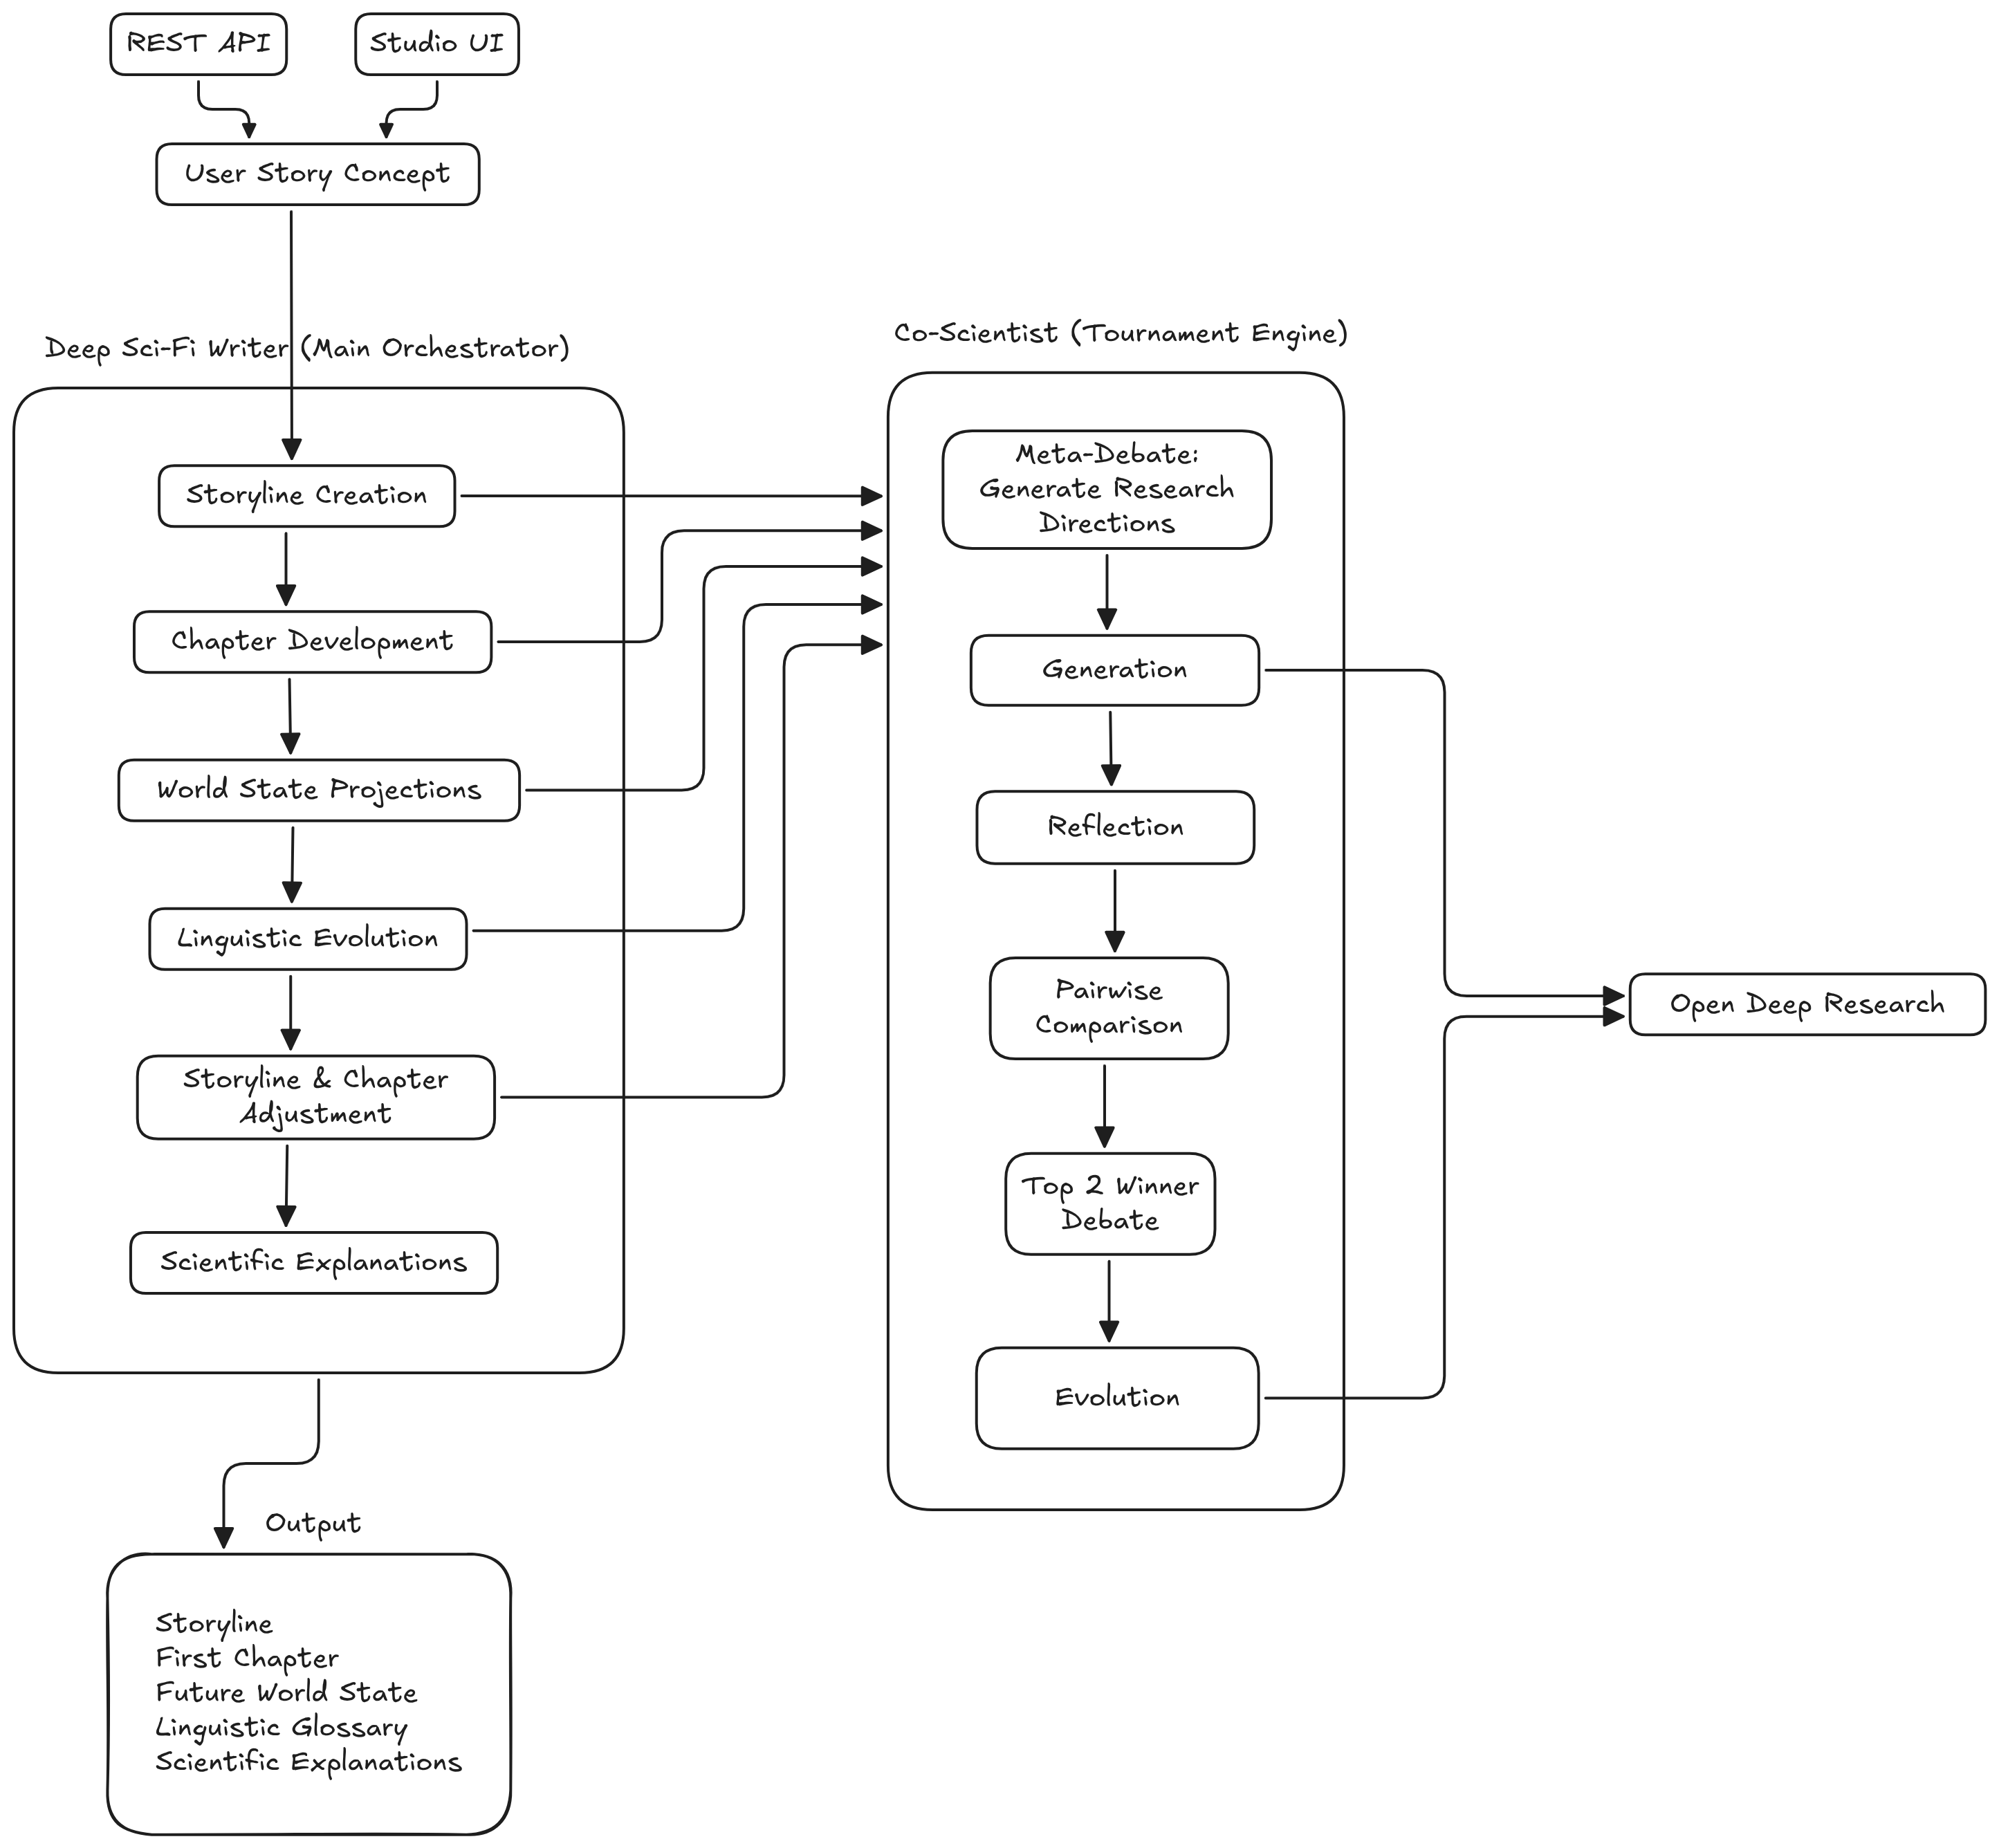 REST API
Studio UI
User Story Concept
Deep Sci-Fi Writer (Main Orchestrator)
Storyline Creation
Chapter Development
World State Projections
Linguistic Evolution
Storyline & Chapter
Adjustment
Scientific Explanations
Co-Scientist (Tournament Engine)
Meta-Debate:
Generate Research
Directions
Generation
Reflection
Pairwise
Comparison
Top 2 Winner
Debate
Evolution
Open Deep Research
Output
Storyline
First Chapter
Future World State
Linguistic Glossary
Scientific Explanations